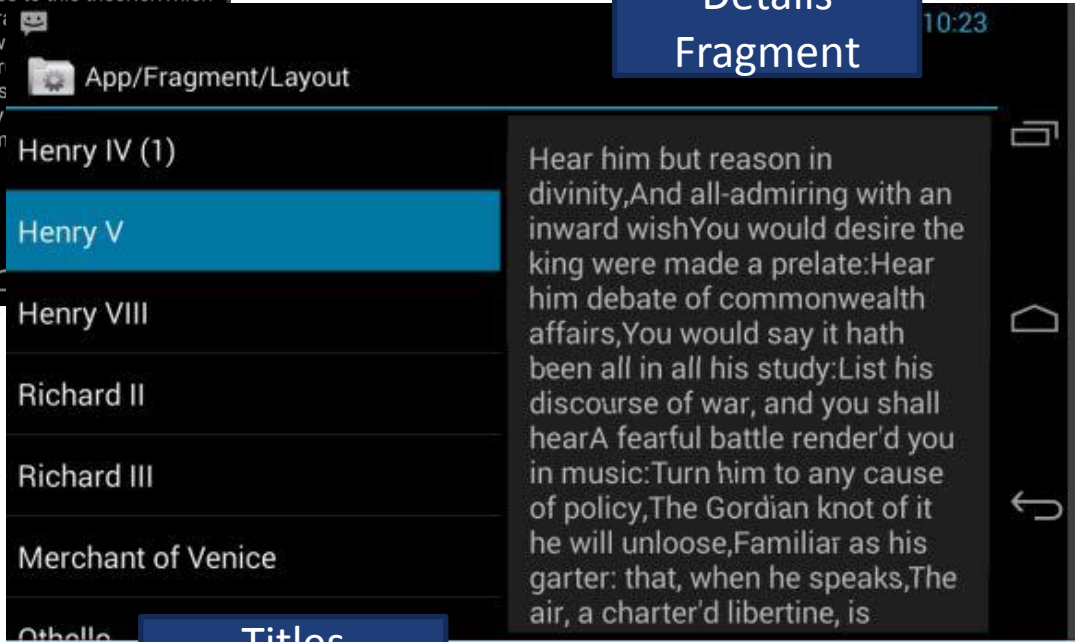 Details
Fragment
10:23
App/Fragment/Layout
Henry IV (1)
Henry V
Henry VIII
Richard II
Richard III
Merchant of Venice
Othello
Titles
Hear him but reason in
divinity,And all-admiring with an
inward wishYou would desire the
king were made a prelate:Hear
him debate of commonwealth
affairs,You would say it hath
been all in all his study:List his
discourse of war, and you shall
hearA fearful battle render'd you
in music:Turn him to any cause
of policy,The Gordian knot of it
he will unloose,Familiar as his
garter: that, when he speaks,The
air, a charter'd libertine, is